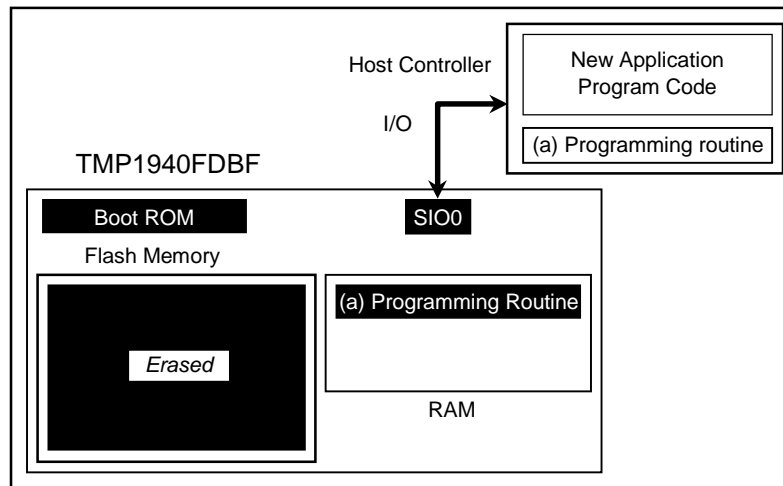 Host Controller
New Application
Program Code
I/O
(a) Programming routine
TMP1940FDBF
Boot ROM
SIO0
Flash Memory
(a) Programming Routine
Erased
RAM